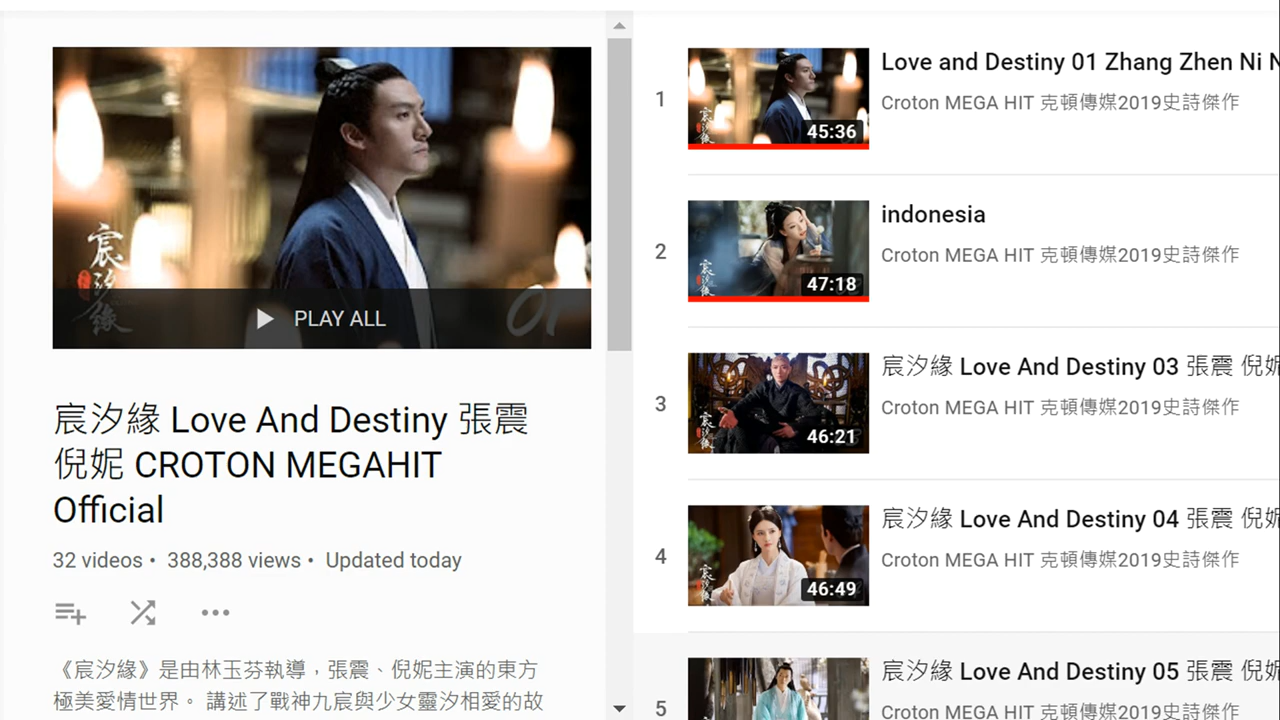 宸汐緣
PLAY ALL
宸汐緣 Love And Destiny 張震
倪妮 CROTON MEGAHIT
Official
32 videos • 388,388 views • Updated today
《宸汐緣》是由林玉芬執導，張震、倪妮主演的東方
極美愛情世界。 講述了戰神九宸與少女靈汐相愛的故
1
45:36
Love and Destiny 01 Zhang Zhen Ni
Croton MEGA HIT 克頓傳媒2019史詩傑作
2
47:18
indonesia
Croton MEGA HIT 克頓傳媒2019史詩傑作
3
46:21
宸汐緣 Love And Destiny 03 張震 倪妮
Croton MEGA HIT 克頓傳媒2019史詩傑作
4
46:49
宸汐緣 Love And Destiny 04 張震 倪妮
Croton MEGA HIT 克頓傳媒2019史詩傑作
5
宸汐緣 Love And Destiny 05 張震 倪妮
Croton MEGA HIT 克頓傳媒2019史詩傑作